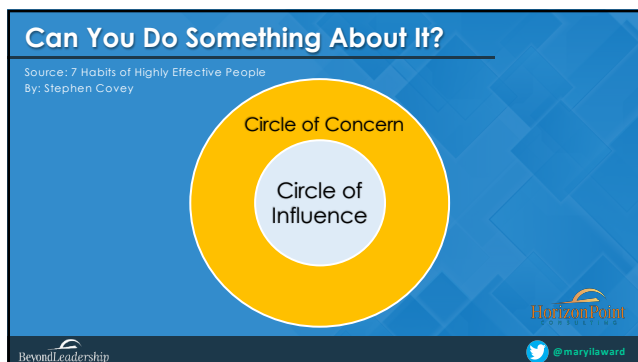 Can You Do Something About It?
Source: 7 Habits of Highly Effective People
By: Stephen Covey
Circle of Concern
Circle of
Influence
HorizonPoint
CONSULTING
BeyondLeadership
@maryilaward